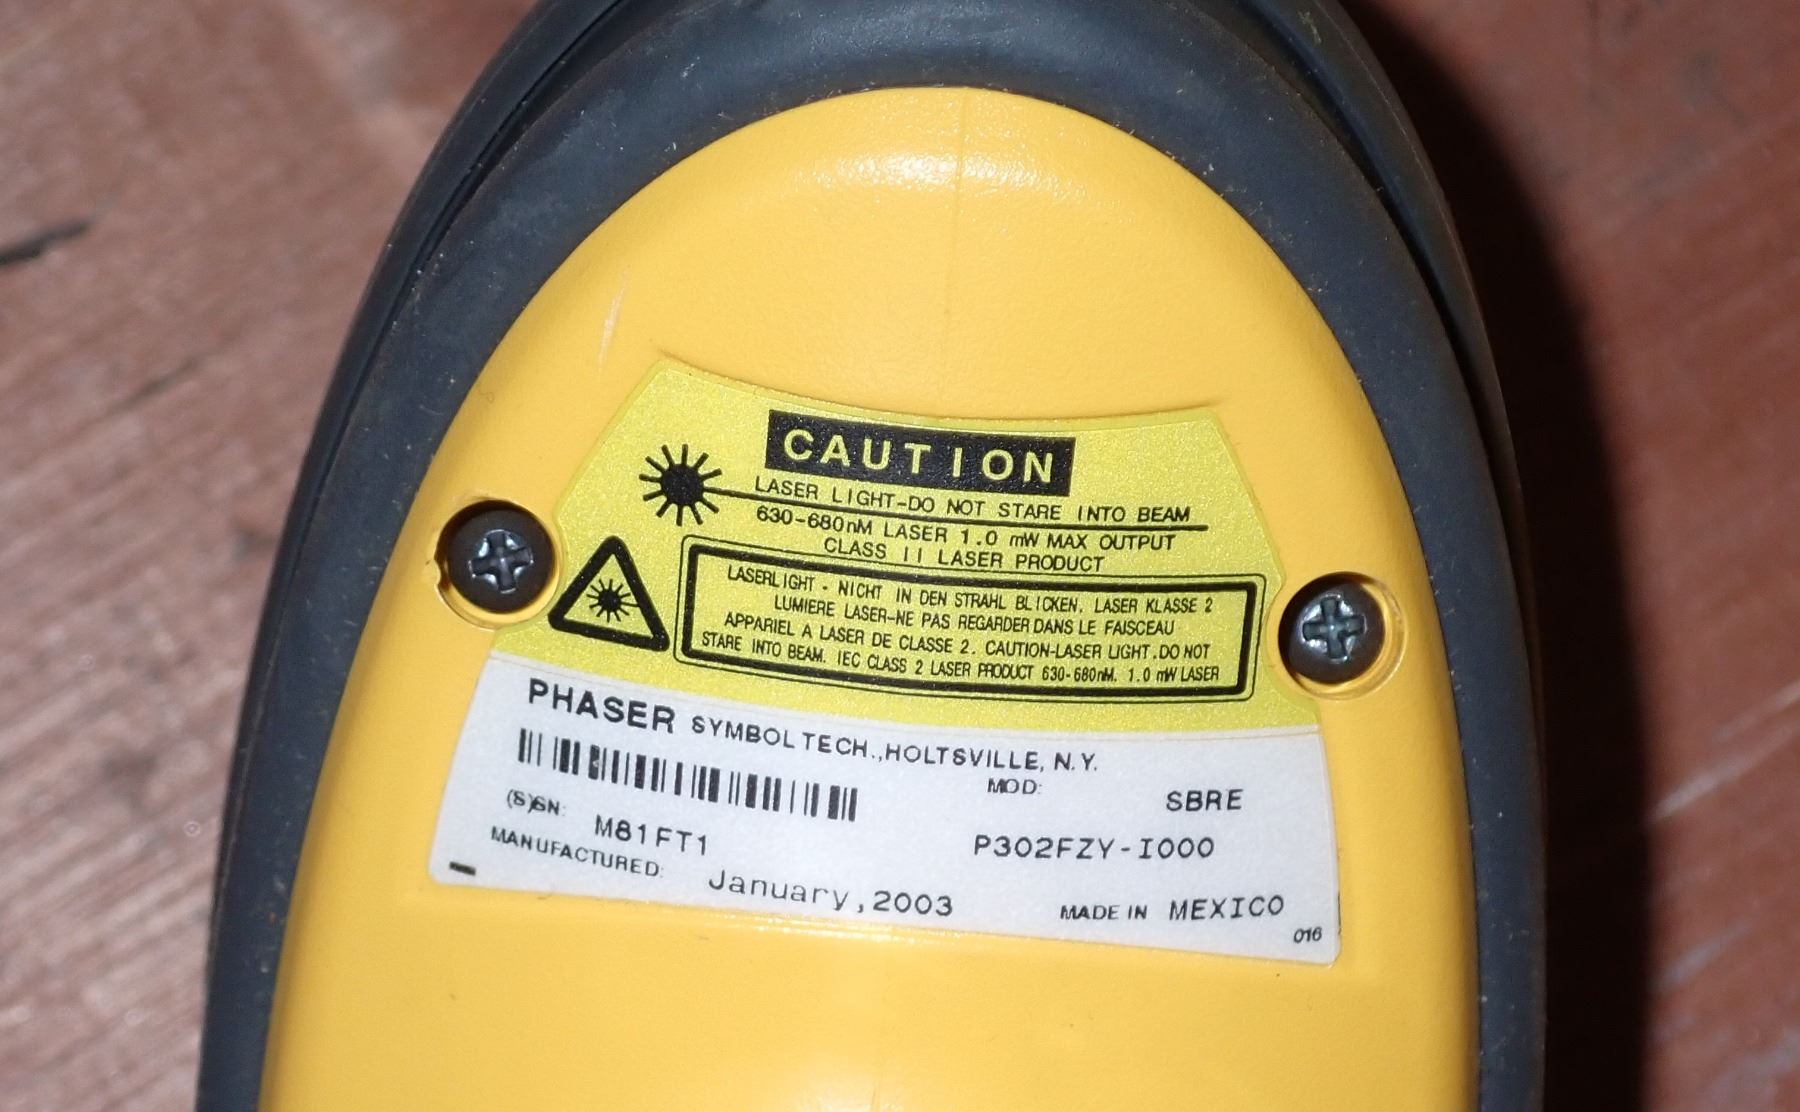 CAUTION
LASER LIGHT-DO NOT STARE INTO BEAM
630-680nM LASER 1.0 mW MAX OUTPUT
CLASS II LASER PRODUCT
LASERLIGHT - NICHT IN DEN STRAHL BLICKEN. LASER KLASSE 2
LUMIERE LASER-NE PAS REGARDER DANS LE FAISCEAU
APPARIEL A LASER DE CLASSE 2. CAUTION-LASER LIGHT.DO NOT
STARE INTO BEAM. IEC CLASS 2 LASER PRODUCT 630-680nM. 1.0 mW LASER
PHASER SYMBOL TECH.,HOLTSVILLE, N.Y.
MOD: SBRE
(S)SN: M81FT1 P302FZY-I000
MANUFACTURED: January,2003 MADE IN MEXICO
016